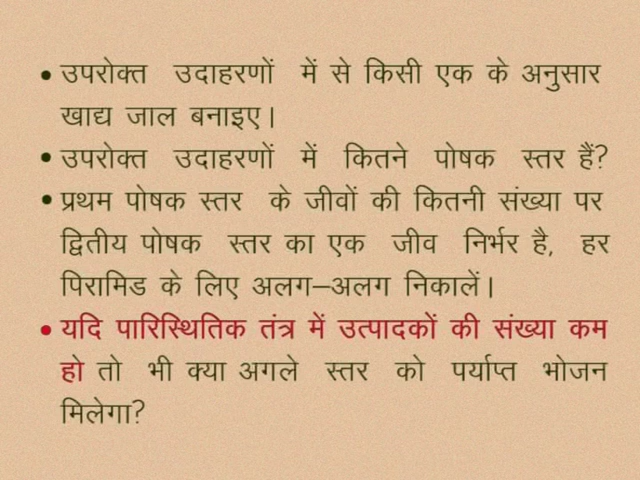 • उपरोक्त उदाहरणों में से किसी एक के अनुसार
खाद्य जाल बनाइए।
• उपरोक्त उदाहरणों में कितने पोषक स्तर हैं?
• प्रथम पोषक स्तर के जीवों की कितनी संख्या पर
द्वितीय पोषक स्तर का एक जीव निर्भर है, हर
पिरामिड के लिए अलग–अलग निकालें।
• यदि पारिस्थितिक तंत्र में उत्पादकों की संख्या कम
हो तो भी क्या अगले स्तर को पर्याप्त भोजन
मिलेगा?